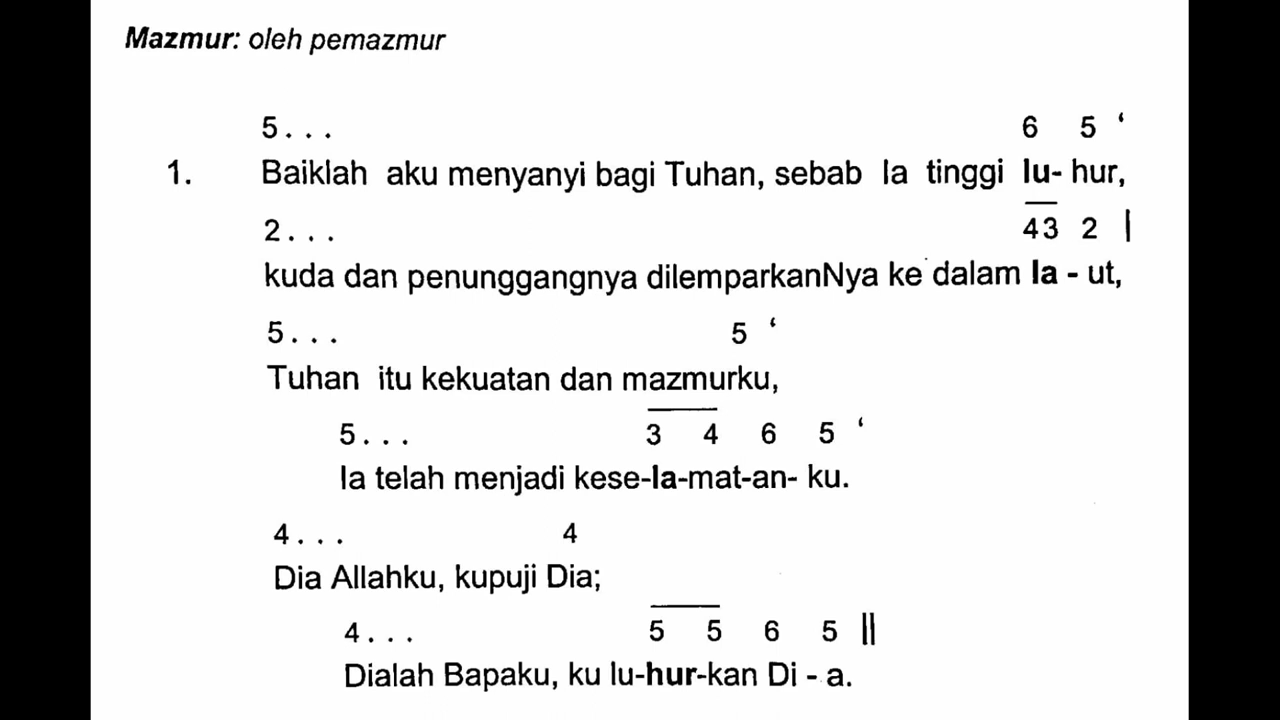 Mazmur: oleh pemazmur
5 . . . 6 5 ‘
1. Baiklah aku menyanyi bagi Tuhan, sebab Ia tinggi lu- hur,
2 . . . 43 2 |
kuda dan penunggangnya dilemparkanNya ke dalam la - ut,
5 . . . 5 ‘
Tuhan itu kekuatan dan mazmurku,
5 . . . 3 4 6 5 ‘
Ia telah menjadi kese-la-mat-an- ku.
4 . . . 4
Dia Allahku, kupuji Dia;
4 . . . 5 5 6 5 ||
Dialah Bapaku, ku lu-hur-kan Di - a.